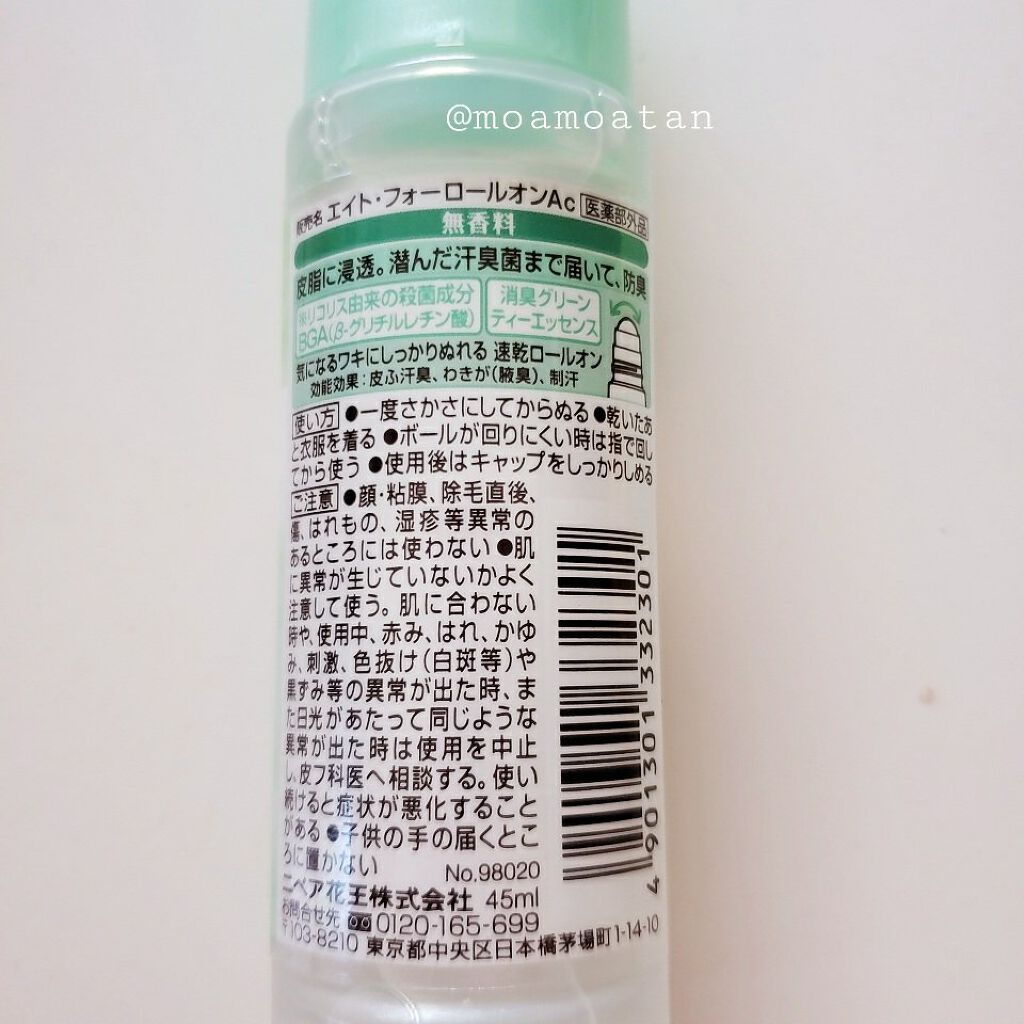 @moamoatan
販売名 エイト・フォーロールオンAc 医薬部外品
無香料
皮脂に浸透。潜んだ汗臭菌まで届いて、防臭
※リコリス由来の殺菌成分
BGA(β-グリチルレチン酸)
消臭グリーン
ティーエッセンス
気になるワキにしっかりぬれる 速乾ロールオン
効能効果:皮ふ汗臭、わきが(腋臭)、制汗
使い方 ●一度さかさにしてからぬる ●乾いたあ
と衣服を着る ●ボールが回りにくい時は指で回し
てから使う ●使用後はキャップをしっかりしめる
ご注意 ●顔・粘膜、除毛直後、
傷、はれもの、湿疹等異常の
あるところには使わない ●肌
に異常が生じていないかよく
注意して使う。肌に合わない
時や、使用中、赤み、はれ、かゆ
み、刺激、色抜け(白斑等)や
黒ずみ等の異常が出た時、ま
た日光があたって同じような
異常が出た時は使用を中止
し、皮フ科医へ相談する。使い
続けると症状が悪化すること
がある ●子供の手の届くとこ
ろに置かない
No.98020
ニベア花王株式会社 45ml
お問合せ先 0120-165-699
〒103-8210 東京都中央区日本橋茅場町1-14-10
4 901301 332301